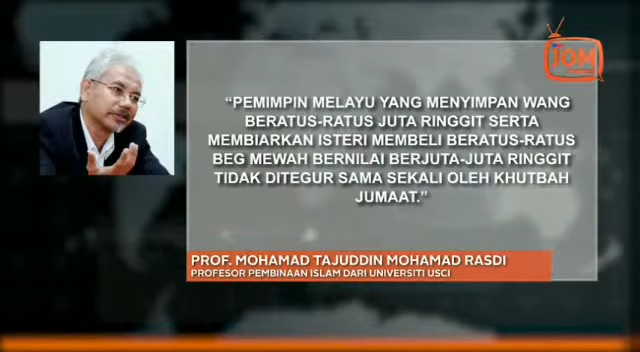 JOM
“PEMIMPIN MELAYU YANG MENYIMPAN WANG
BERATUS-RATUS JUTA RINGGIT SERTA
MEMBIARKAN ISTERI MEMBELI BERATUS-RATUS
BEG MEWAH BERNILAI BERJUTA-JUTA RINGGIT
TIDAK DITEGUR SAMA SEKALI OLEH KHUTBAH
JUMAAT.”
PROF. MOHAMAD TAJUDDIN MOHAMAD RASDI
PROFESOR PEMBINAAN ISLAM DARI UNIVERSITI USCI